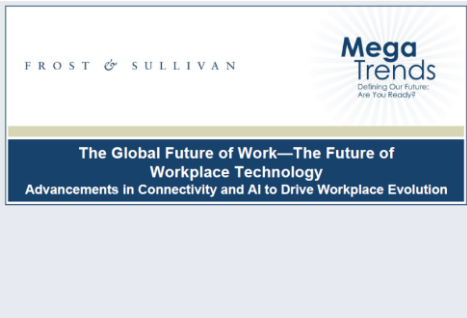 FROST & SULLIVAN
Mega
Trends
Defining Our Future:
Are You Ready?
The Global Future of Work—The Future of
Workplace Technology
Advancements in Connectivity and AI to Drive Workplace Evolution